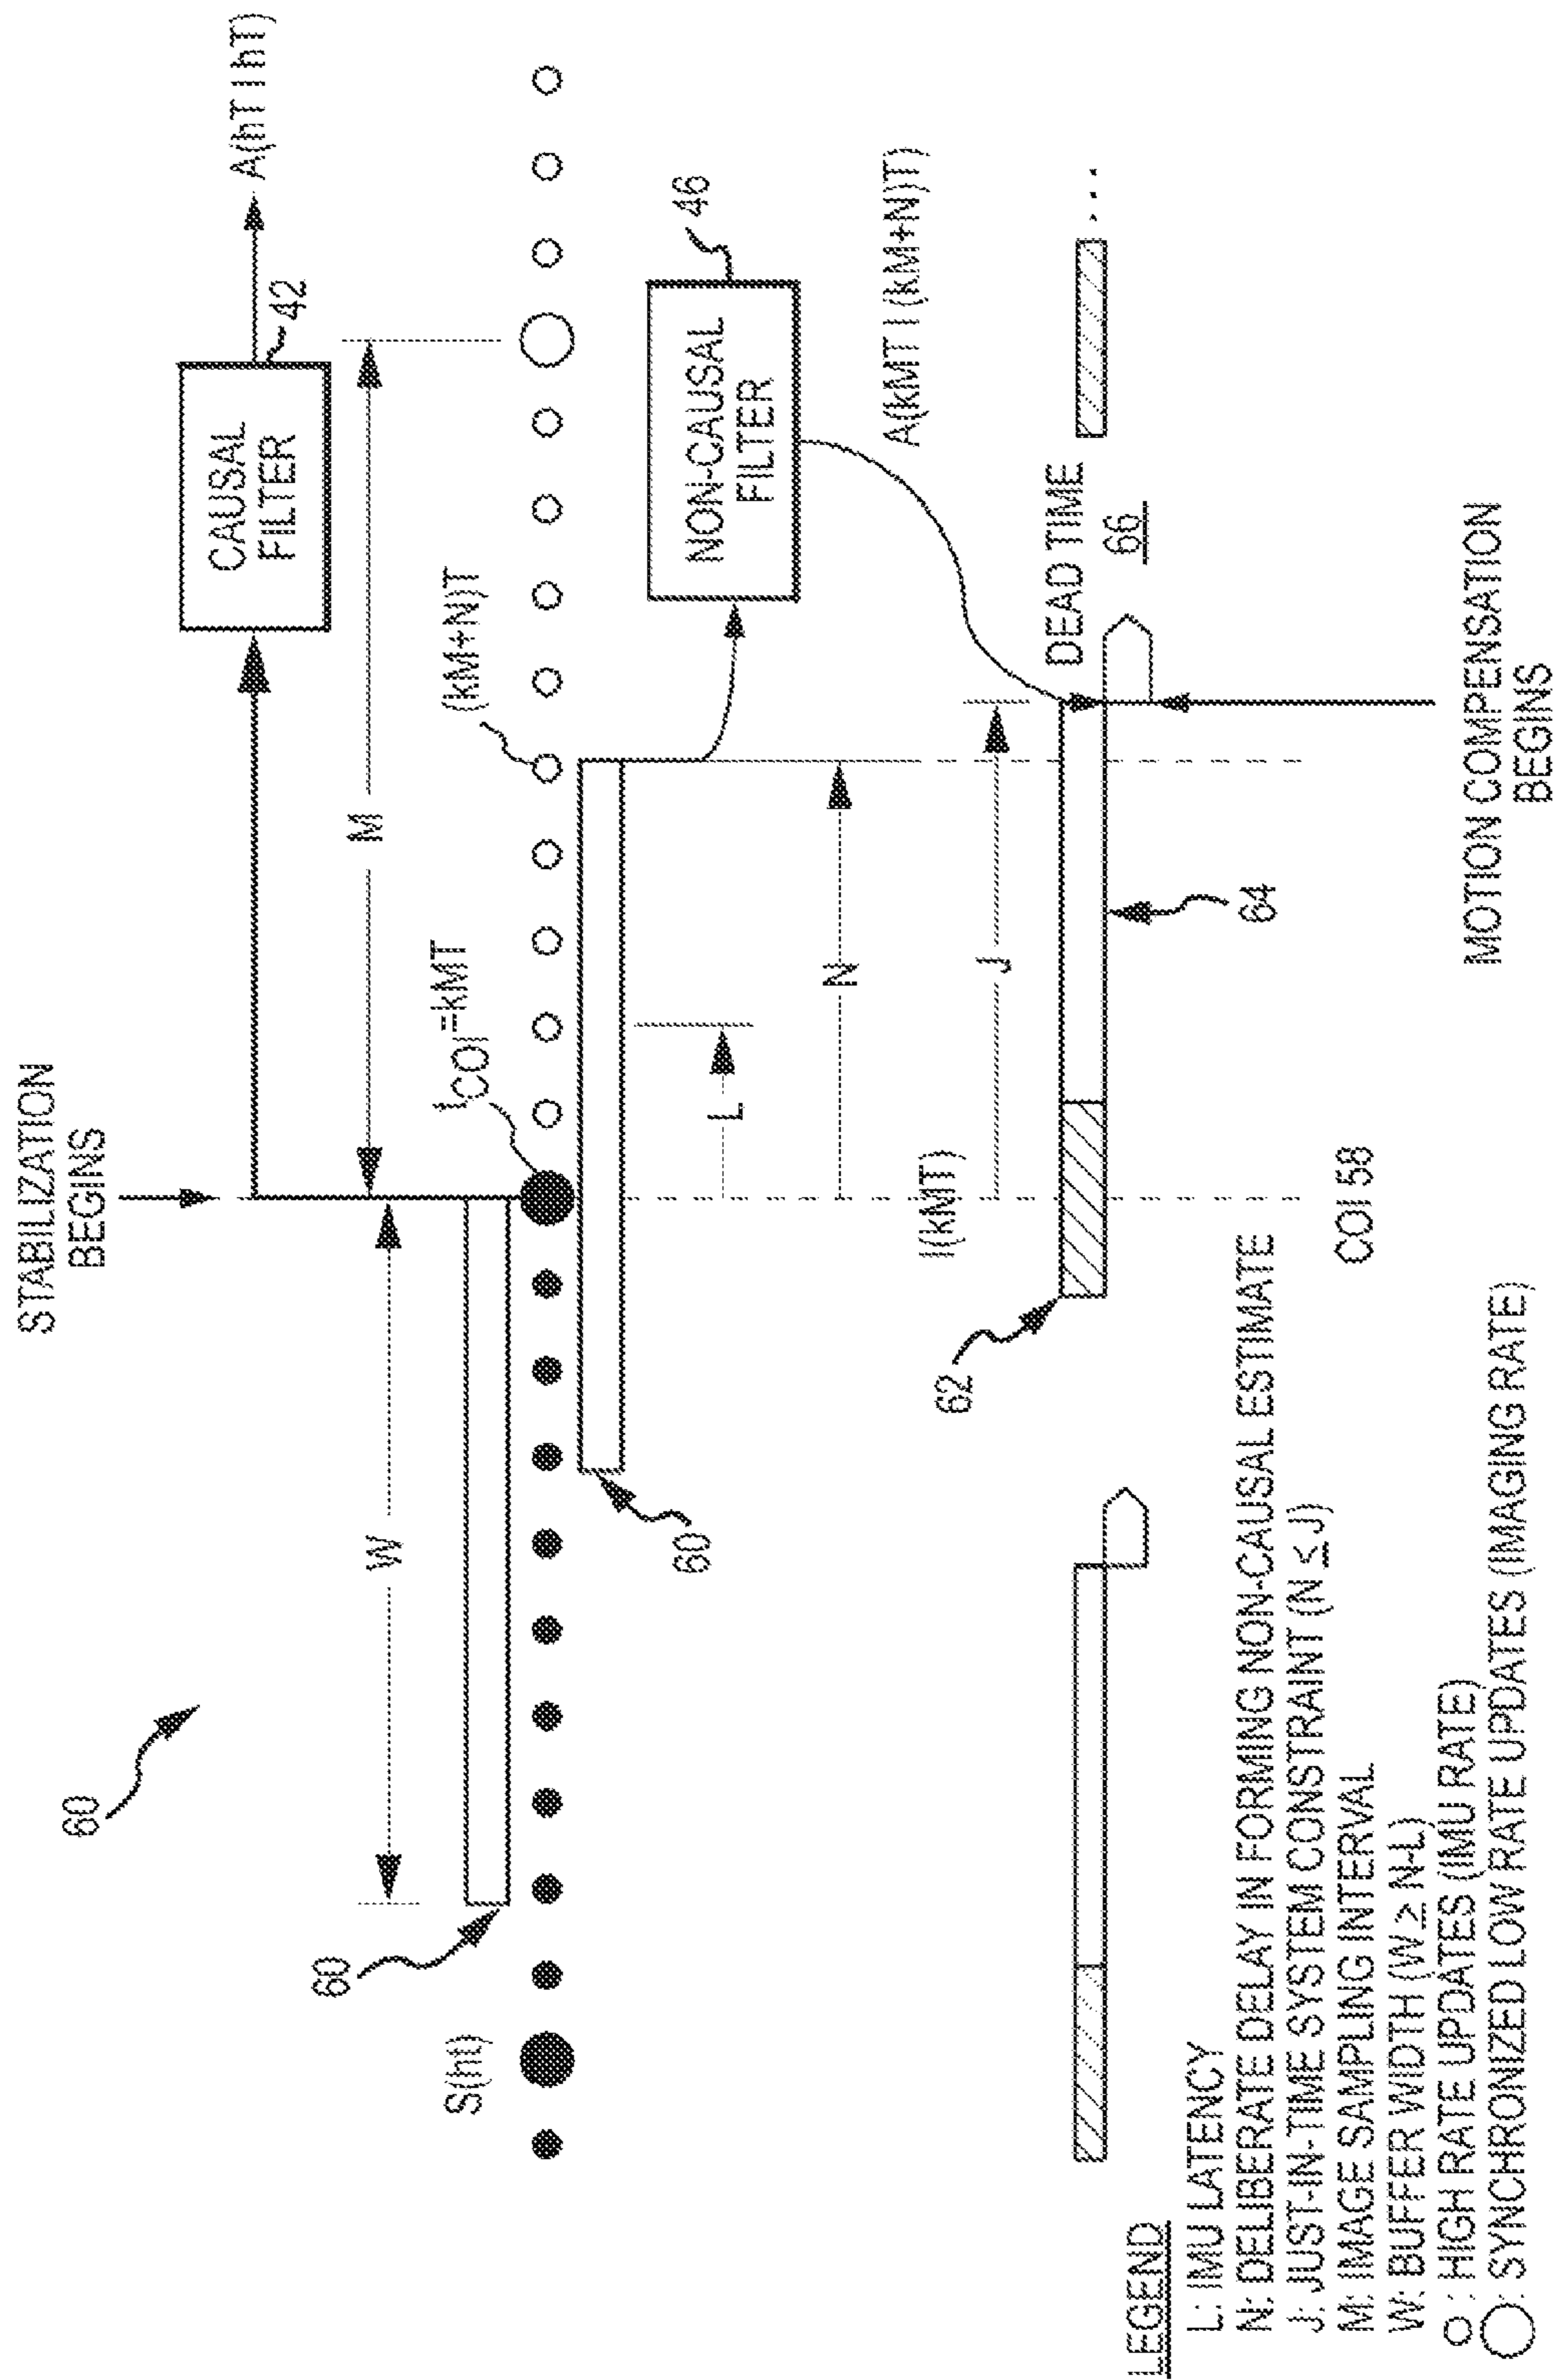 STABILIZATION
BEGINS
60
W
M
CAUSAL
FILTER
42
A(hT | hT)
60
S(ht)
tCOI=kMT
(kM+N)T
60
L
N
J
NON-CAUSAL
FILTER
46
A(kMT | (kM+N)T)
I(kMT)
62
64
DEAD TIME
66
...
COI 58
MOTION COMPENSATION
BEGINS
LEGEND
L: IMU LATENCY
N: DELIBERATE DELAY IN FORMING NON-CAUSAL ESTIMATE
J: JUST-IN-TIME SYSTEM CONSTRAINT (N ≤ J)
M: IMAGE SAMPLING INTERVAL
W: BUFFER WIDTH (W ≥ N-L)
: HIGH RATE UPDATES (IMU RATE)
: SYNCHRONIZED LOW RATE UPDATES (IMAGING RATE)